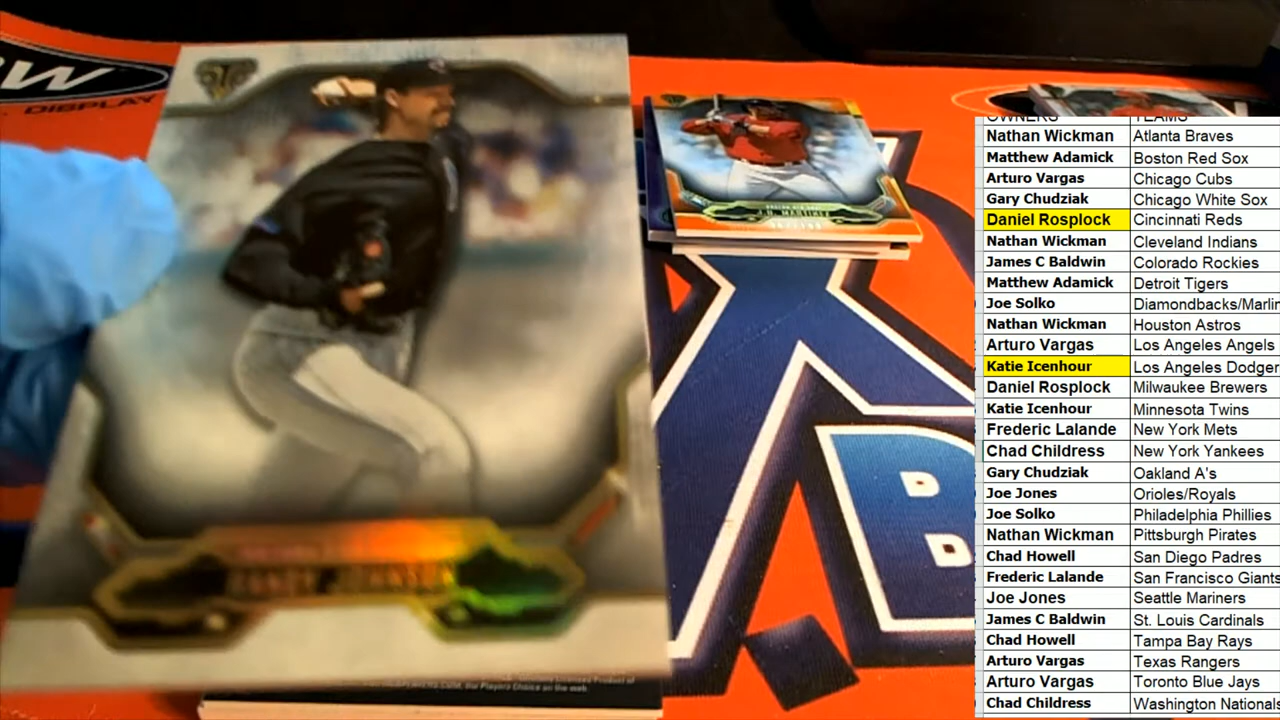 W
DISPLAY
J.D. MARTINEZ
B
OWNERS TEAMS
Nathan Wickman Atlanta Braves
Matthew Adamick Boston Red Sox
Arturo Vargas Chicago Cubs
Gary Chudziak Chicago White Sox
Daniel Rosplock Cincinnati Reds
Nathan Wickman Cleveland Indians
James C Baldwin Colorado Rockies
Matthew Adamick Detroit Tigers
Joe Solko Diamondbacks/Marlin
Nathan Wickman Houston Astros
Arturo Vargas Los Angeles Angels
Katie Icenhour Los Angeles Dodger
Daniel Rosplock Milwaukee Brewers
Katie Icenhour Minnesota Twins
Frederic Lalande New York Mets
Chad Childress New York Yankees
Gary Chudziak Oakland A's
Joe Jones Orioles/Royals
Joe Solko Philadelphia Phillies
Nathan Wickman Pittsburgh Pirates
Chad Howell San Diego Padres
Frederic Lalande San Francisco Giants
Joe Jones Seattle Mariners
James C Baldwin St. Louis Cardinals
Chad Howell Tampa Bay Rays
Arturo Vargas Texas Rangers
Arturo Vargas Toronto Blue Jays
Chad Childress Washington Nationals